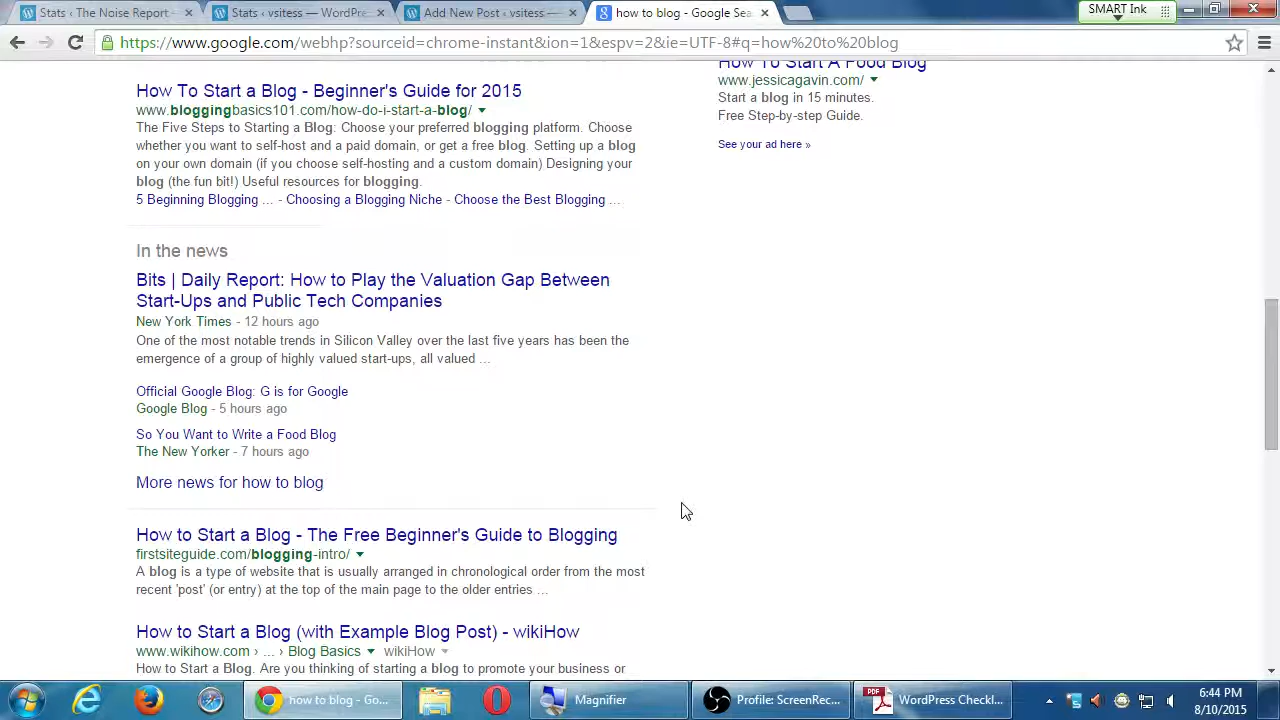 Stats ‹ The Noise Report —
Stats ‹ vsitess — WordPre
Add New Post ‹ vsitess —
how to blog - Google Sea
SMART Ink
https://www.google.com/webhp?sourceid=chrome-instant&ion=1&espv=2&ie=UTF-8#q=how%20to%20blog
How To Start a Blog - Beginner's Guide for 2015
www.bloggingbasics101.com/how-do-i-start-a-blog/
The Five Steps to Starting a Blog: Choose your preferred blogging platform. Choose
whether you want to self-host and a paid domain, or get a free blog. Setting up a blog
on your own domain (if you choose self-hosting and a custom domain) Designing your
blog (the fun bit!) Useful resources for blogging.
5 Beginning Blogging ... - Choosing a Blogging Niche - Choose the Best Blogging ...
How To Start A Food Blog
www.jessicagavin.com/
Start a blog in 15 minutes.
Free Step-by-step Guide.
See your ad here »
In the news
Bits | Daily Report: How to Play the Valuation Gap Between
Start-Ups and Public Tech Companies
New York Times - 12 hours ago
One of the most notable trends in Silicon Valley over the last five years has been the
emergence of a group of highly valued start-ups, all valued ...
Official Google Blog: G is for Google
Google Blog - 5 hours ago
So You Want to Write a Food Blog
The New Yorker - 7 hours ago
More news for how to blog
How to Start a Blog - The Free Beginner's Guide to Blogging
firstsiteguide.com/blogging-intro/
A blog is a type of website that is usually arranged in chronological order from the most
recent 'post' (or entry) at the top of the main page to the older entries ...
How to Start a Blog (with Example Blog Post) - wikiHow
www.wikihow.com › ... › Blog Basics wikiHow
How to Start a Blog. Are you thinking of starting a blog to promote your business or
how to blog - Go...
Magnifier
Profile: ScreenRec...
PDF
WordPress Checkl...
6:44 PM
8/10/2015